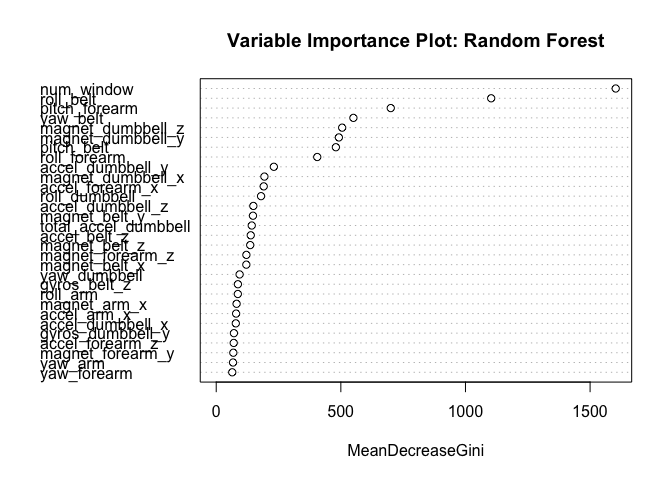 Variable Importance Plot: Random Forest
num_window
roll_belt
pitch_forearm
yaw_belt
magnet_dumbbell_z
magnet_dumbbell_y
pitch_belt
roll_forearm
accel_dumbbell_y
magnet_dumbbell_x
accel_forearm_x
roll_dumbbell
accel_dumbbell_z
magnet_belt_y
total_accel_dumbbell
accel_belt_z
magnet_belt_z
magnet_forearm_z
magnet_belt_x
yaw_dumbbell
gyros_belt_z
roll_arm
magnet_arm_x
accel_arm_x
accel_dumbbell_x
gyros_dumbbell_y
accel_forearm_z
magnet_forearm_y
yaw_arm
yaw_forearm
0 500 1000 1500
MeanDecreaseGini